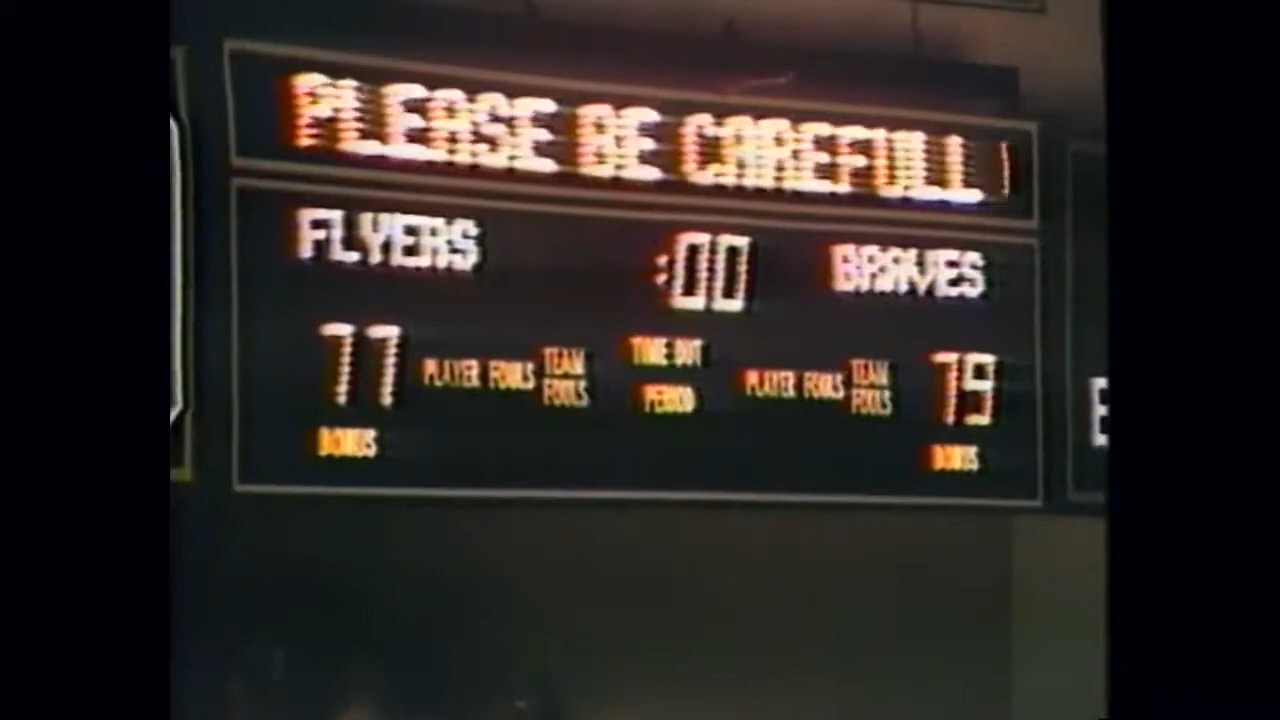 PLEASE BE CAREFULL
FLYERS :00 BRAVES
77 PLAYER FOULS TEAM FOULS TIME OUT PLAYER FOULS TEAM FOULS 79
PERIOD
BONUS BONUS